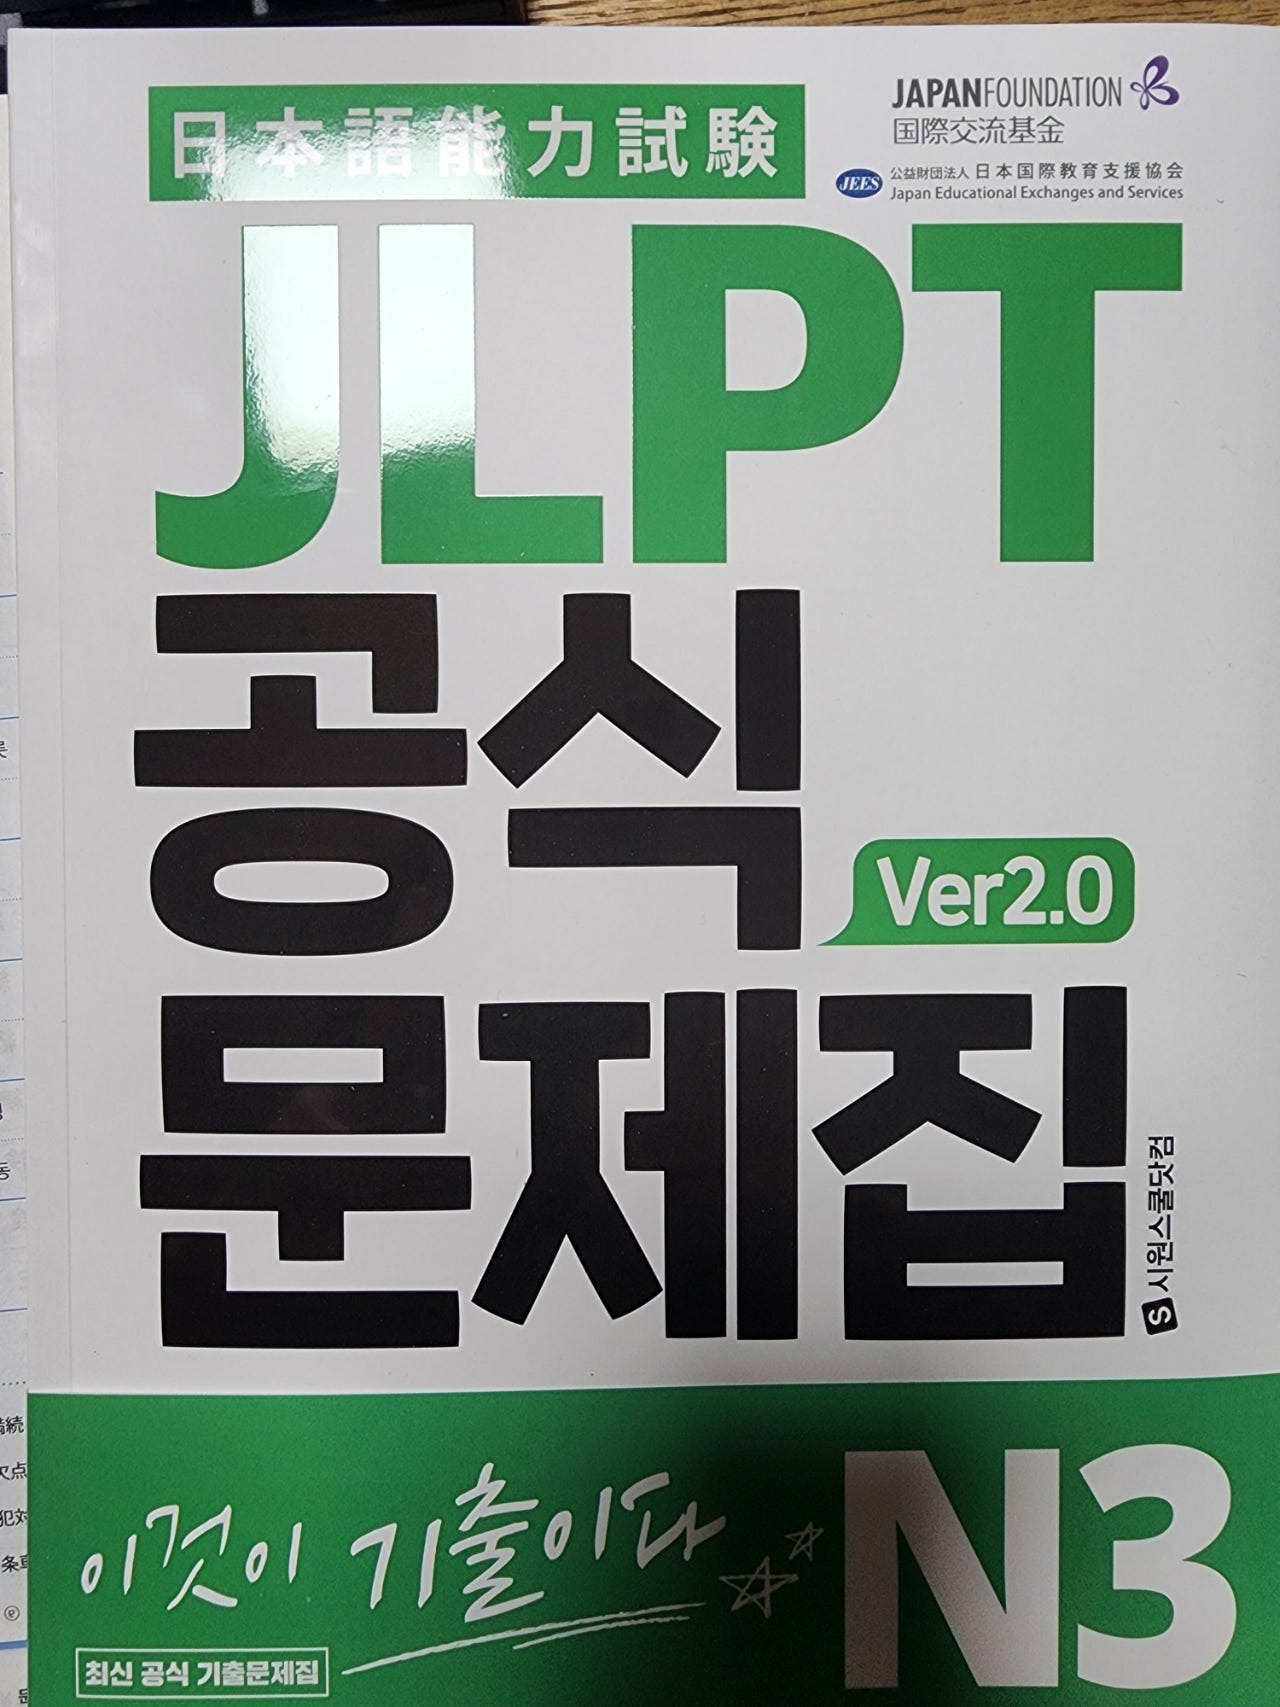 日本語能力試験
JAPANFOUNDATION
国際交流基金
JEES
公益財団法人 日本国際教育支援協会
Japan Educational Exchanges and Services
JLPT
공식
Ver2.0
문제집
S 시원스쿨닷컴
이것이 기출이다
N3
최신 공식 기출문제집